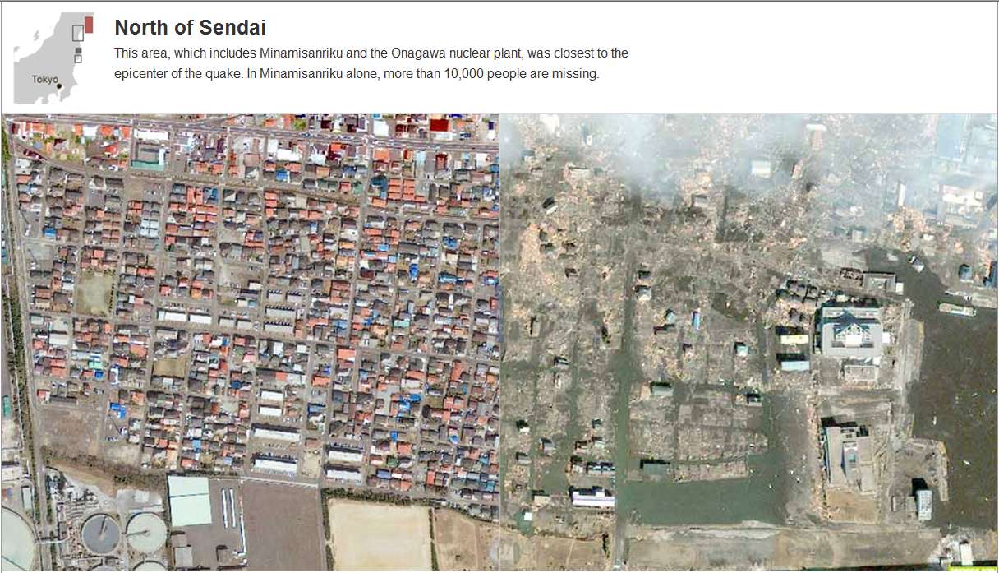 North of Sendai
This area, which includes Minamisanriku and the Onagawa nuclear plant, was closest to the
epicenter of the quake. In Minamisanriku alone, more than 10,000 people are missing.
Tokyo